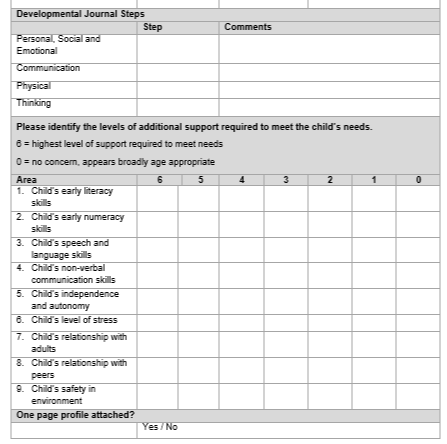 Developmental Journal Steps
Step Comments
Personal, Social and
Emotional
Communication
Physical
Thinking
Please identify the levels of additional support required to meet the child's needs.
6 = highest level of support required to meet needs
0 = no concern, appears broadly age appropriate
Area 6 5 4 3 2 1 0
1. Child's early literacy
skills
2. Child's early numeracy
skills
3. Child's speech and
language skills
4. Child's non-verbal
communication skills
5. Child's independence
and autonomy
6. Child's level of stress
7. Child's relationship with
adults
8. Child's relationship with
peers
9. Child's safety in
environment
One page profile attached?
Yes / No